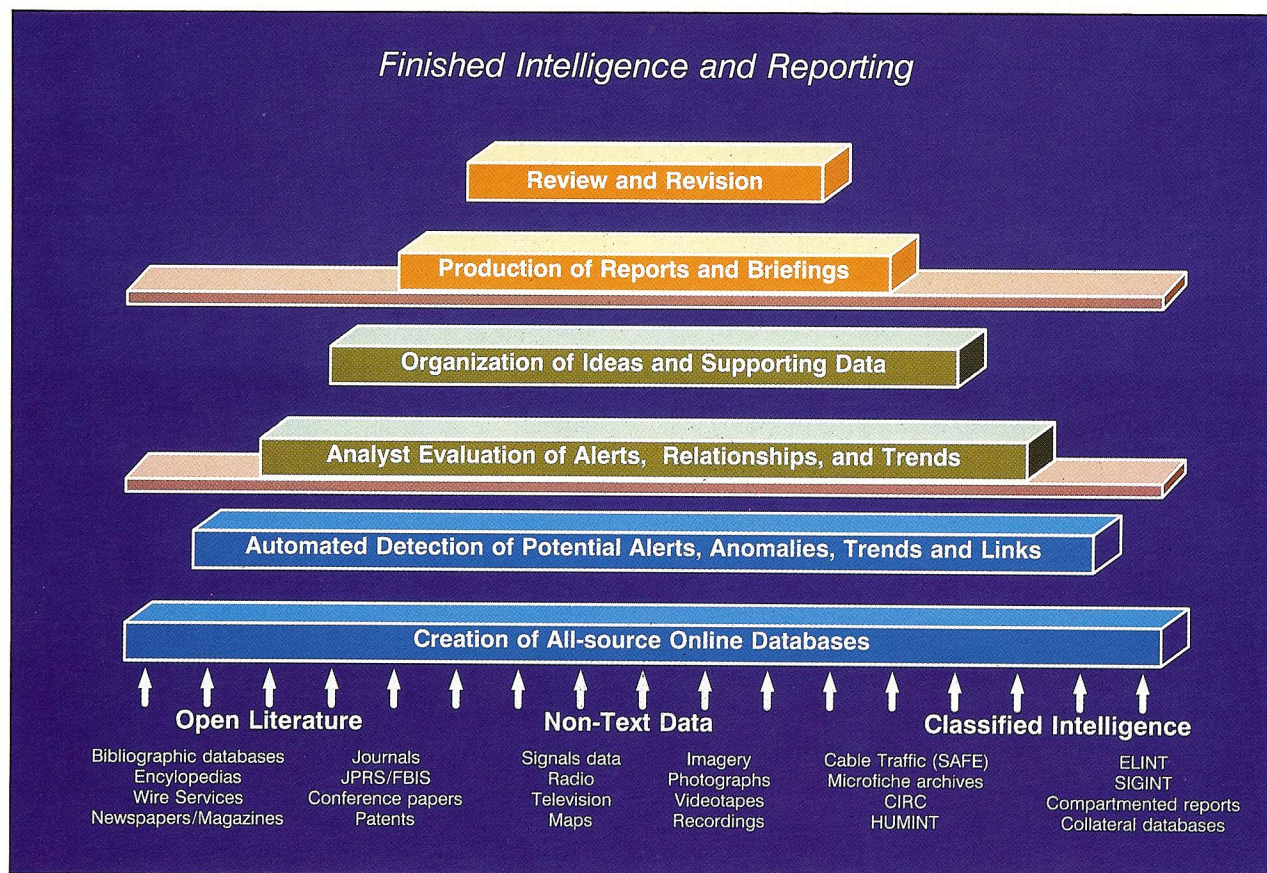 Finished Intelligence and Reporting
Review and Revision
Production of Reports and Briefings
Organization of Ideas and Supporting Data
Analyst Evaluation of Alerts, Relationships, and Trends
Automated Detection of Potential Alerts, Anomalies, Trends and Links
Creation of All-source Online Databases
Open Literature
Bibliographic databases
Encylopedias
Wire Services
Newspapers/Magazines
Journals
JPRS/FBIS
Conference papers
Patents
Non-Text Data
Signals data
Radio
Television
Maps
Imagery
Photographs
Videotapes
Recordings
Classified Intelligence
Cable Traffic (SAFE)
Microfiche archives
CIRC
HUMINT
ELINT
SIGINT
Compartmented reports
Collateral databases